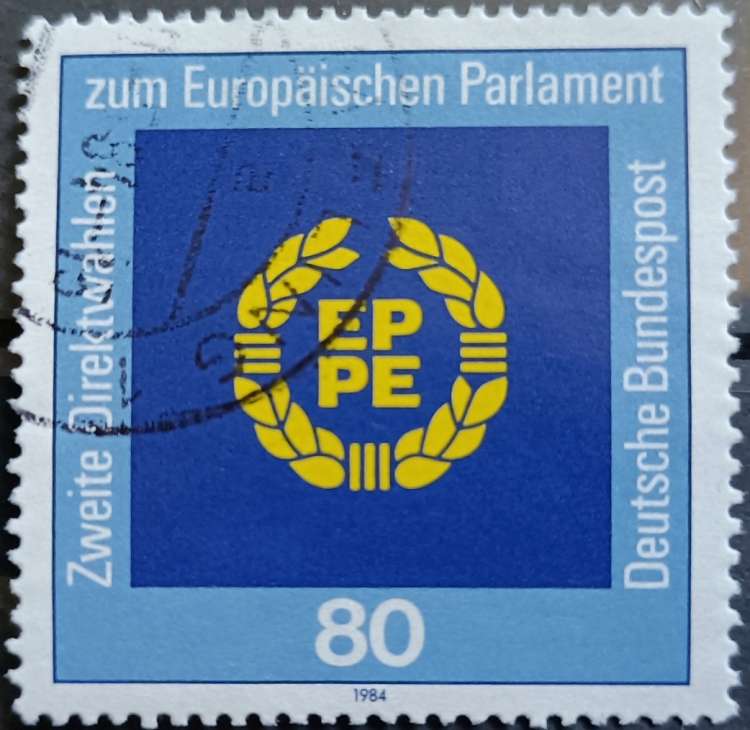 Zweite Direktwahlen
zum Europäischen Parlament
Deutsche Bundespost
EP
PE
80
1984